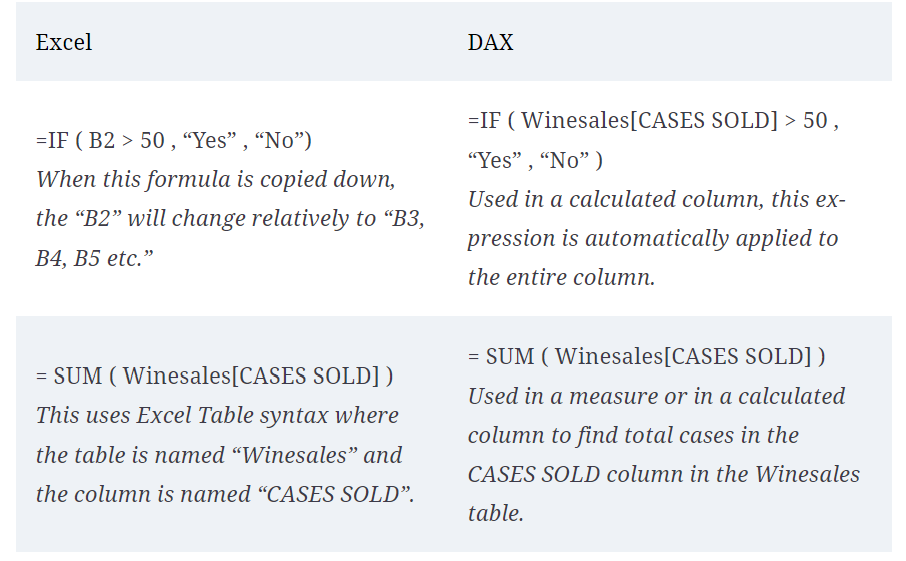 Excel
DAX
=IF ( B2 > 50 , “Yes” , “No”)
When this formula is copied down,
the “B2” will change relatively to “B3,
B4, B5 etc.”
=IF ( Winesales[CASES SOLD] > 50 ,
“Yes” , “No” )
Used in a calculated column, this ex-
pression is automatically applied to
the entire column.
= SUM ( Winesales[CASES SOLD] )
This uses Excel Table syntax where
the table is named “Winesales” and
the column is named “CASES SOLD”.
= SUM ( Winesales[CASES SOLD] )
Used in a measure or in a calculated
column to find total cases in the
CASES SOLD column in the Winesales
table.